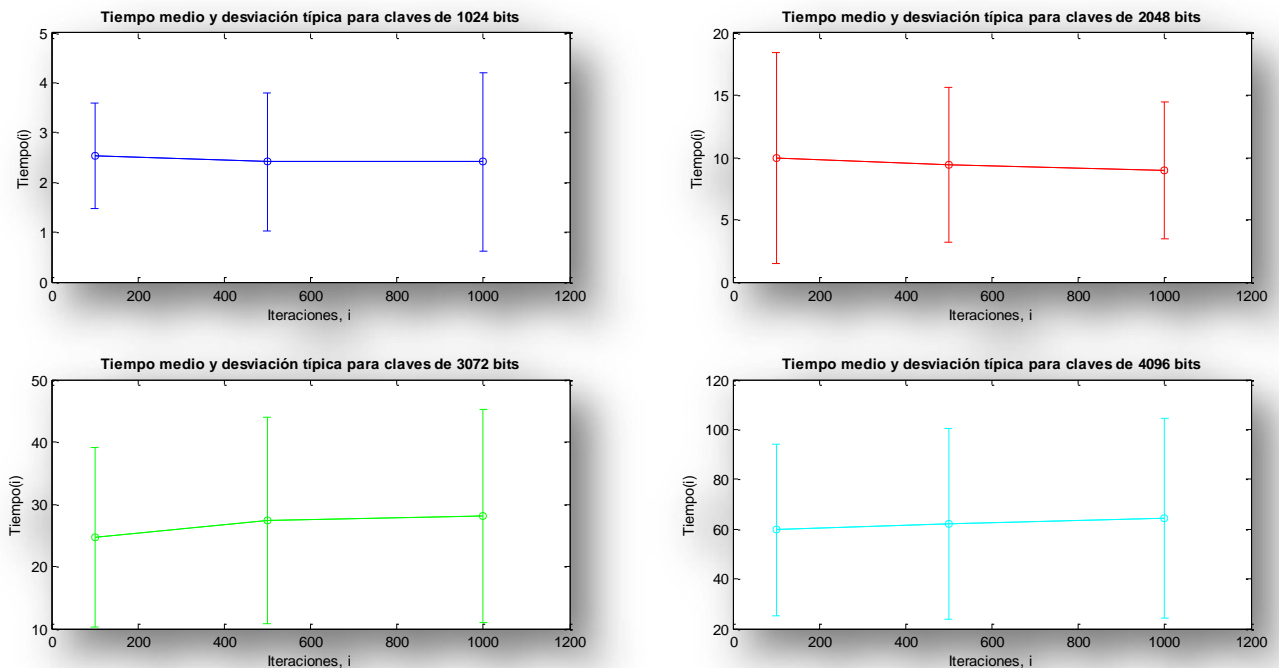 Tiempo medio y desviación típica para claves de 1024 bits
5
4
3
2
1
0
Tiempo(i)
0 200 400 600 800 1000 1200
Iteraciones, i
Tiempo medio y desviación típica para claves de 2048 bits
20
15
10
5
0
Tiempo(i)
0 200 400 600 800 1000 1200
Iteraciones, i
Tiempo medio y desviación típica para claves de 3072 bits
50
40
30
20
10
Tiempo(i)
0 200 400 600 800 1000 1200
Iteraciones, i
Tiempo medio y desviación típica para claves de 4096 bits
120
100
80
60
40
20
Tiempo(i)
0 200 400 600 800 1000 1200
Iteraciones, i